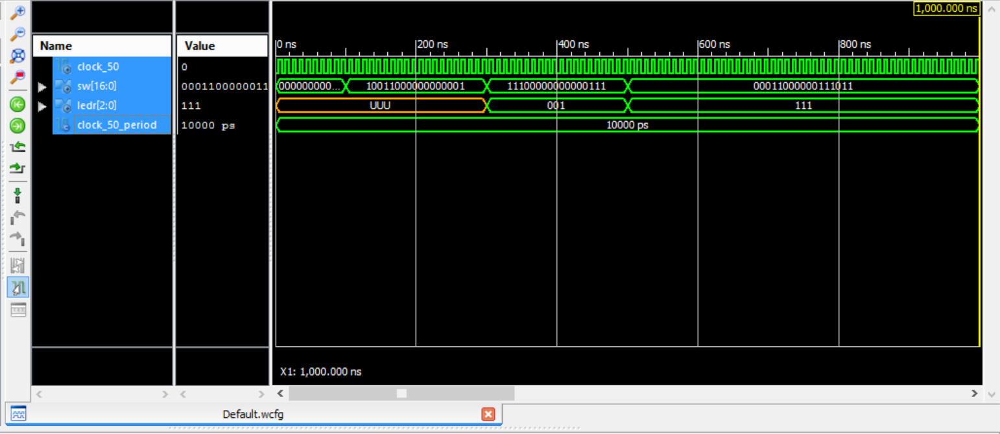 1,000.000 ns
Name Value 0 ns 200 ns 400 ns 600 ns 800 ns
clock_50 0
sw[16:0] 0001100000011 000000000... 10011000000000001 11100000000000111 00011000000111011
ledr[2:0] 111 UUU 001 111
clock_50_period 10000 ps 10000 ps
X1: 1,000.000 ns
Default.wcfg